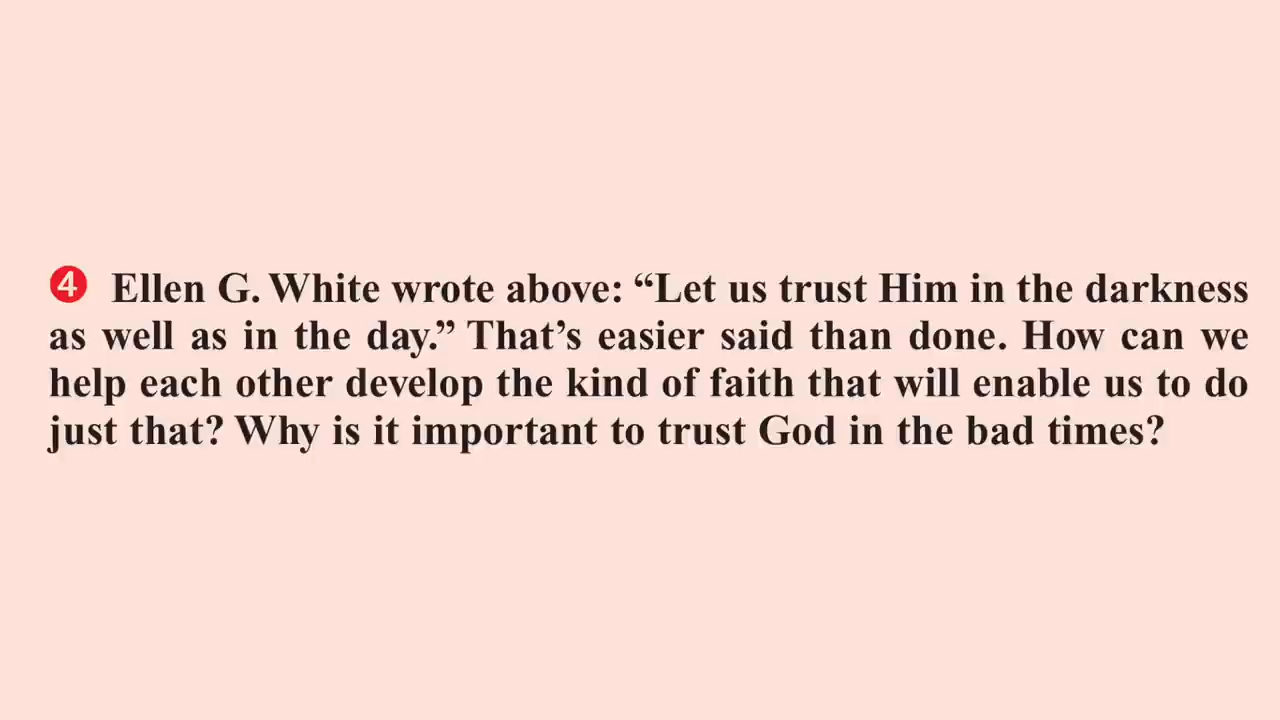 ❹ Ellen G. White wrote above: “Let us trust Him in the darkness
as well as in the day.” That’s easier said than done. How can we
help each other develop the kind of faith that will enable us to do
just that? Why is it important to trust God in the bad times?